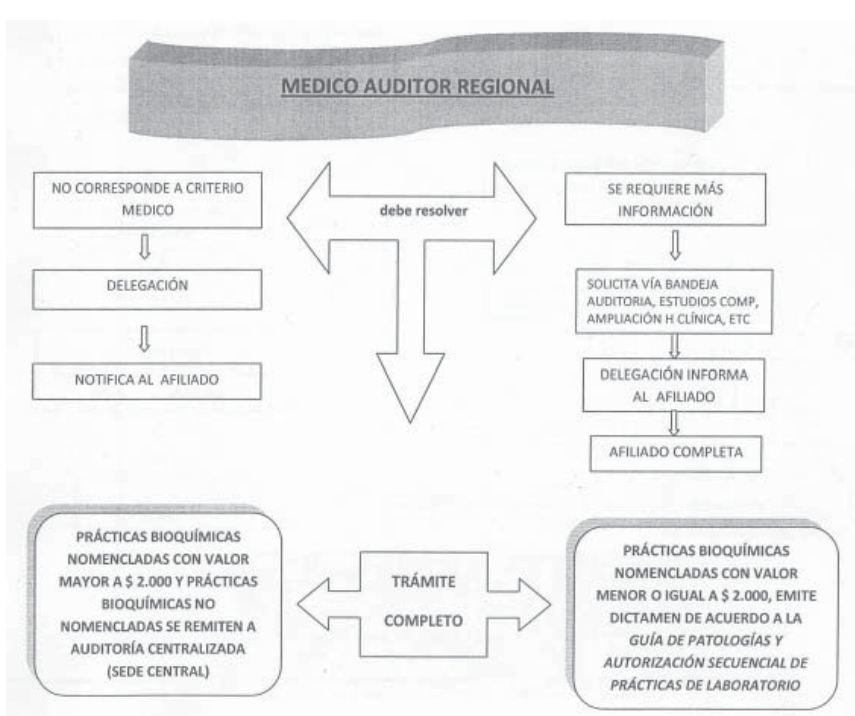 MEDICO AUDITOR REGIONAL
NO CORRESPONDE A CRITERIO
MEDICO
DELEGACIÓN
NOTIFICA AL AFILIADO
debe resolver
SE REQUIERE MÁS
INFORMACIÓN
SOLICITA VÍA BANDEJA
AUDITORIA, ESTUDIOS COMP,
AMPLIACIÓN H CLÍNICA, ETC
DELEGACIÓN INFORMA
AL AFILIADO
AFILIADO COMPLETA
PRÁCTICAS BIOQUÍMICAS
NOMENCLADAS CON VALOR
MAYOR A $ 2.000 Y PRÁCTICAS
BIOQUÍMICAS NO
NOMENCLADAS SE REMITEN A
AUDITORÍA CENTRALIZADA
(SEDE CENTRAL)
TRÁMITE
COMPLETO
PRÁCTICAS BIOQUÍMICAS
NOMENCLADAS CON VALOR
MENOR O IGUAL A $ 2.000, EMITE
DICTAMEN DE ACUERDO A LA
GUÍA DE PATOLOGÍAS Y
AUTORIZACIÓN SECUENCIAL DE
PRÁCTICAS DE LABORATORIO